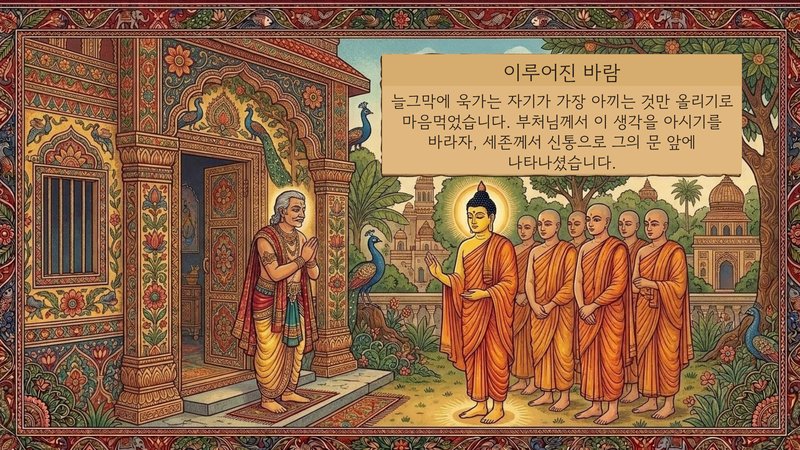 이루어진 바람
늘그막에 욱가는 자기가 가장 아끼는 것만 올리기로
마음먹었습니다. 부처님께서 이 생각을 아시기를
바라자, 세존께서 신통으로 그의 문 앞에
나타나셨습니다.